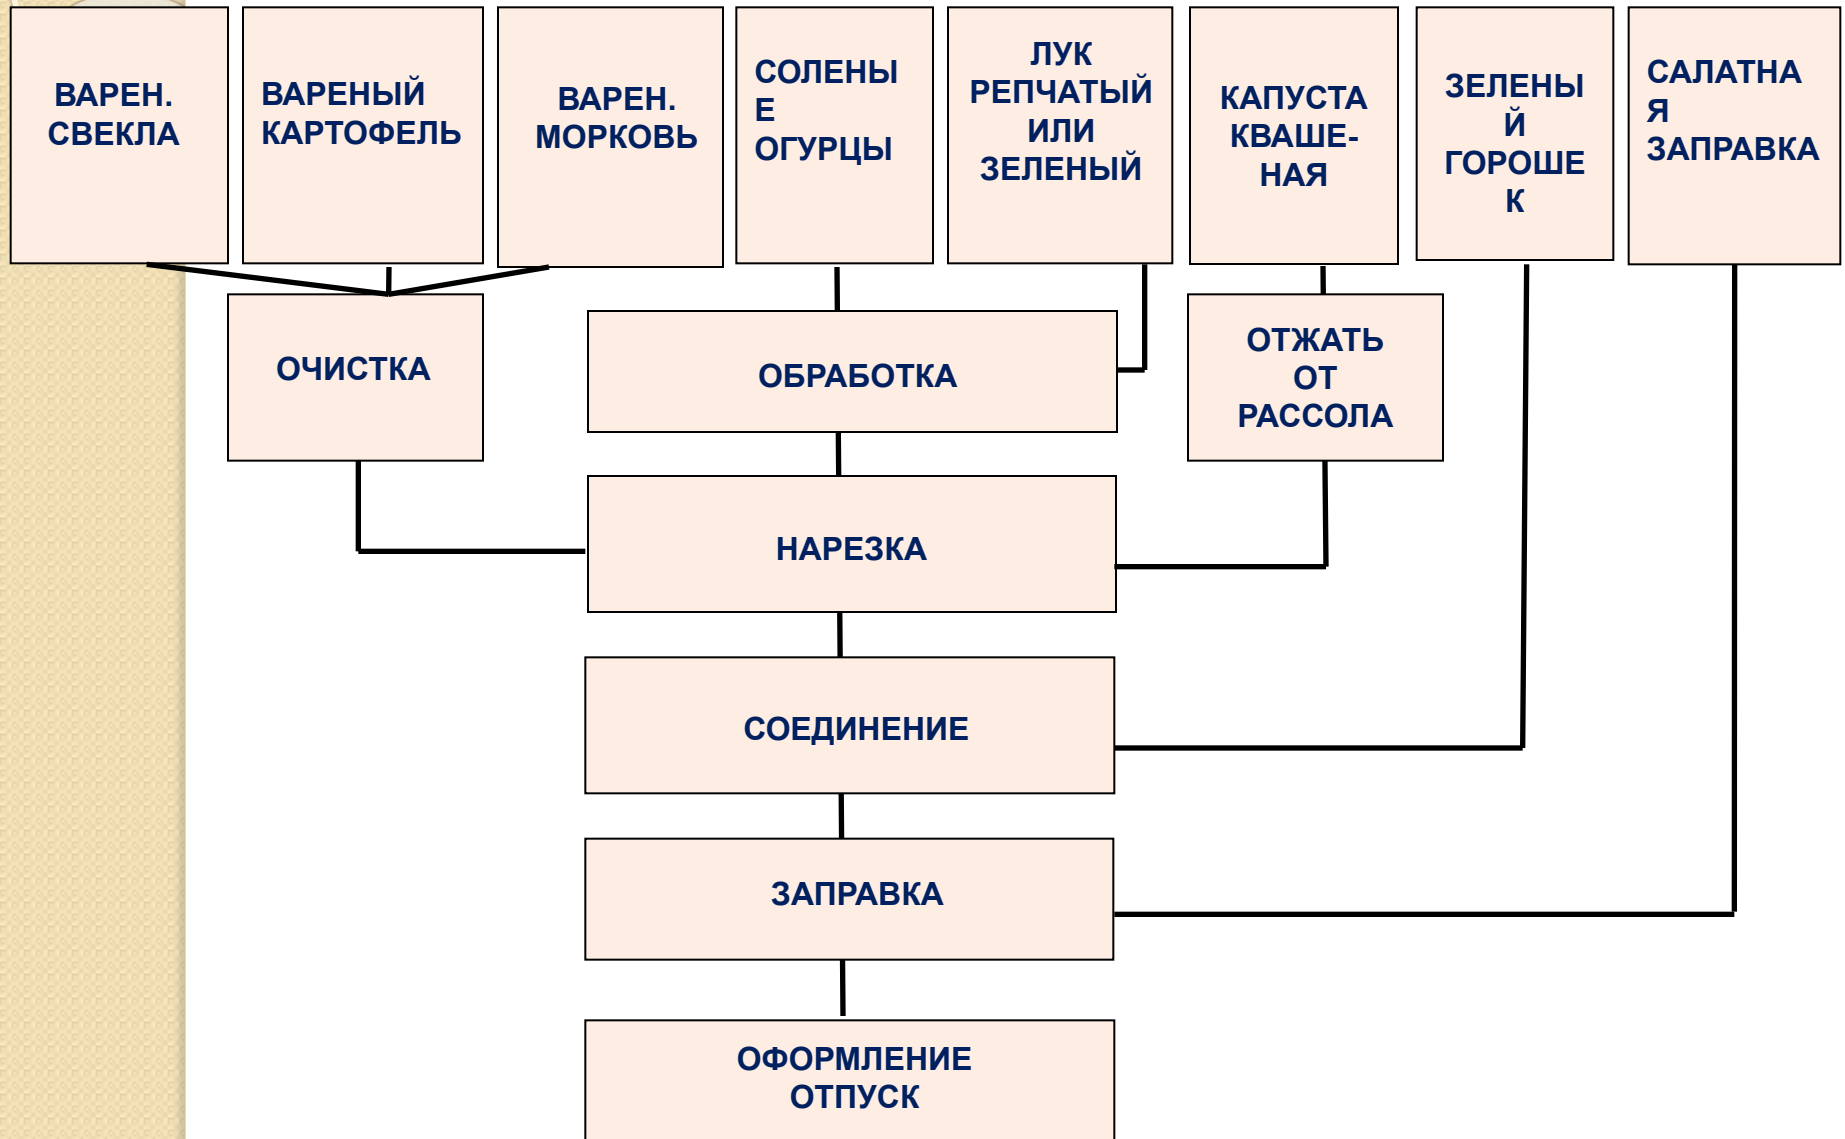 ВАРЕН.
СВЕКЛА
ВАРЕНЫЙ
КАРТОФЕЛЬ
ВАРЕН.
МОРКОВЬ
СОЛЕНЫ
Е
ОГУРЦЫ
ЛУК
РЕПЧАТЫЙ
ИЛИ
ЗЕЛЕНЫЙ
КАПУСТА
КВАШЕ-
НАЯ
ЗЕЛЕНЫ
Й
ГОРОШЕ
К
САЛАТНА
Я
ЗАПРАВКА
ОЧИСТКА
ОБРАБОТКА
ОТЖАТЬ
ОТ
РАССОЛА
НАРЕЗКА
СОЕДИНЕНИЕ
ЗАПРАВКА
ОФОРМЛЕНИЕ
ОТПУСК